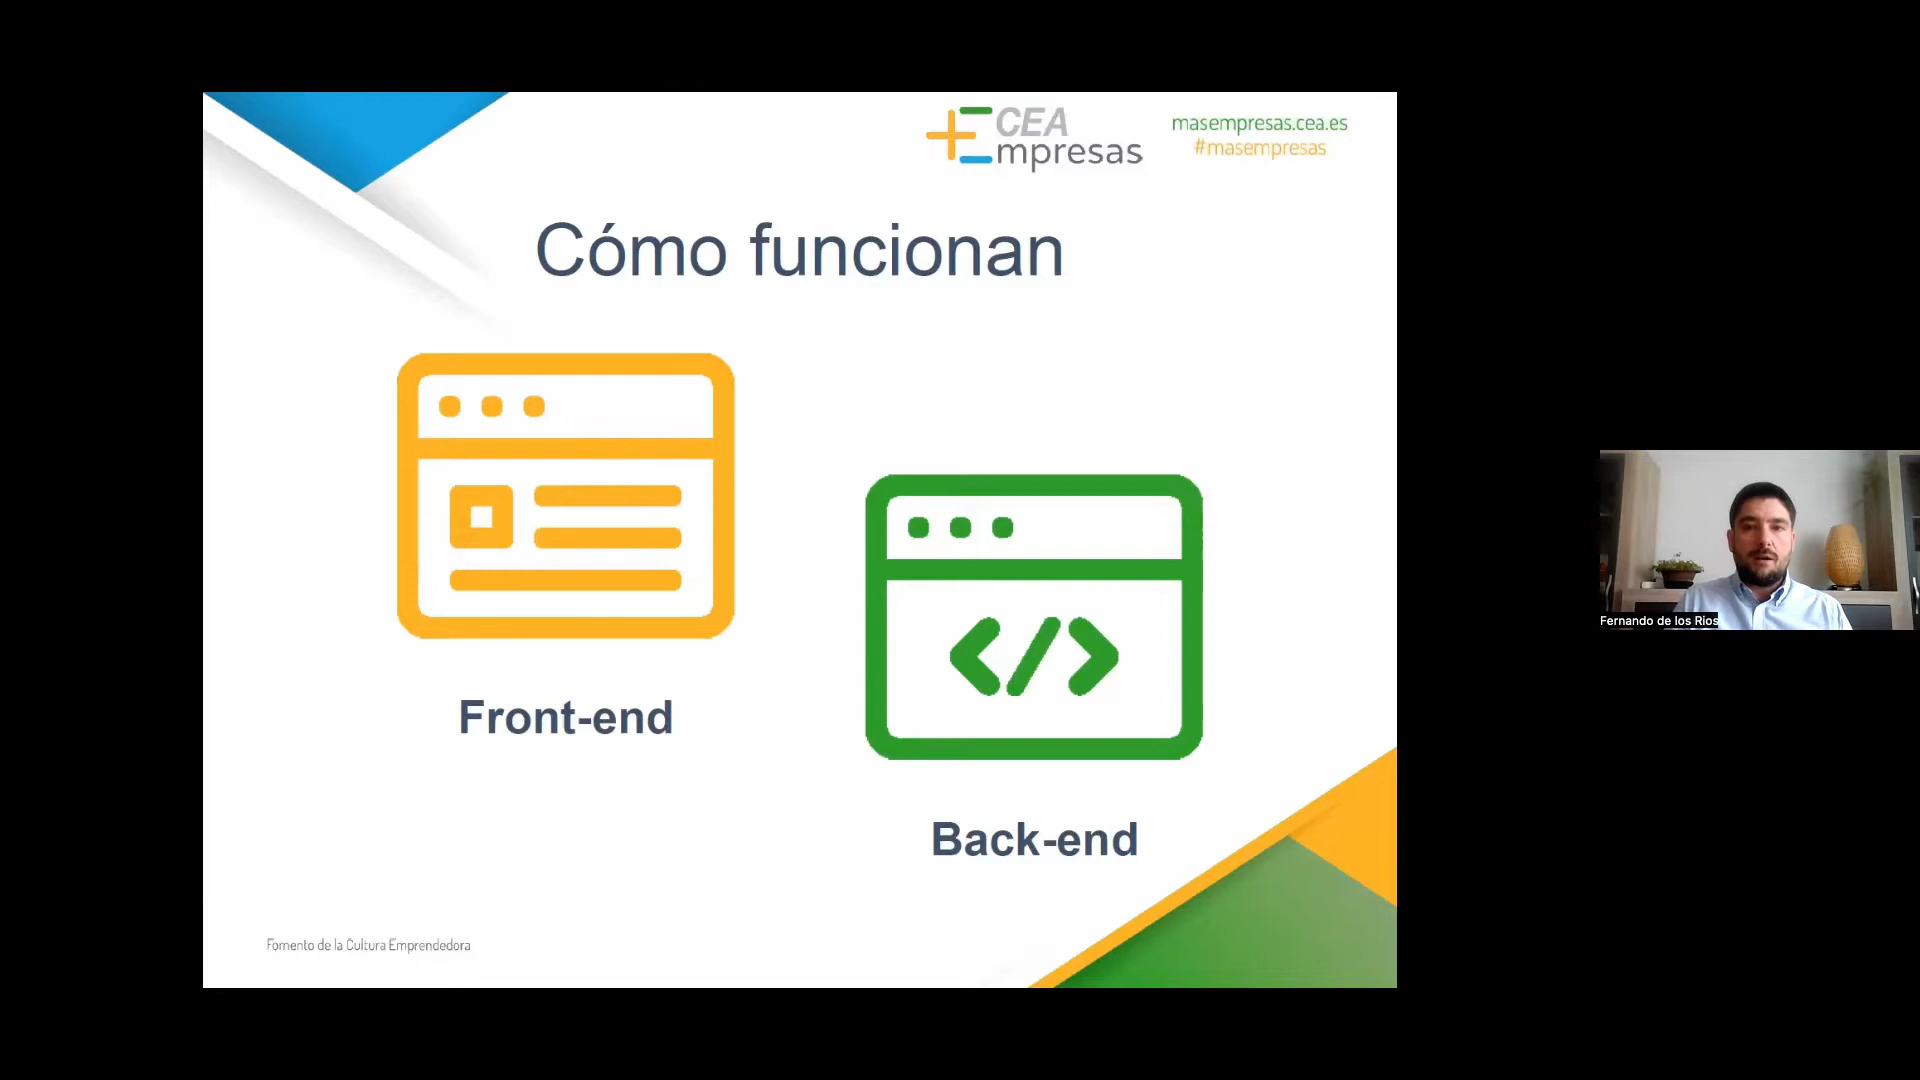 CEA
+Empresas
masempresas.cea.es
#masempresas
Cómo funcionan
Front-end
</>
Back-end
Fomento de la Cultura Emprendedora
Fernando de los Rios